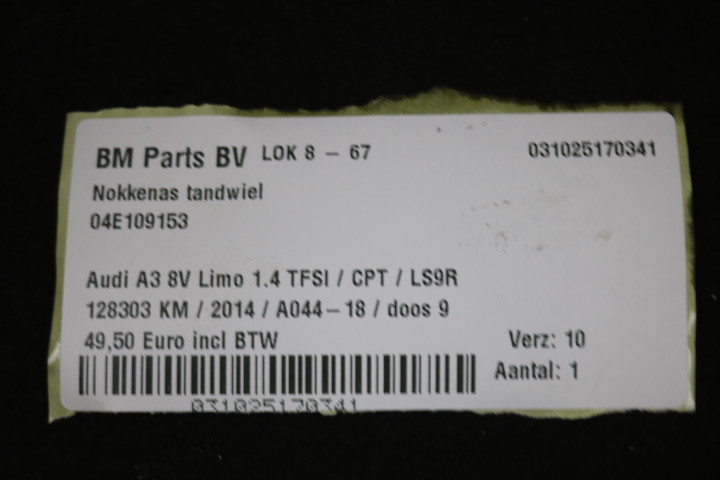 BM Parts BV LOK 8 – 67 031025170341
Nokkenas tandwiel
04E109153
Audi A3 8V Limo 1.4 TFSI / CPT / LS9R
128303 KM / 2014 / A044–18 / doos 9
49,50 Euro incl BTW Verz: 10
Aantal: 1
031025170341